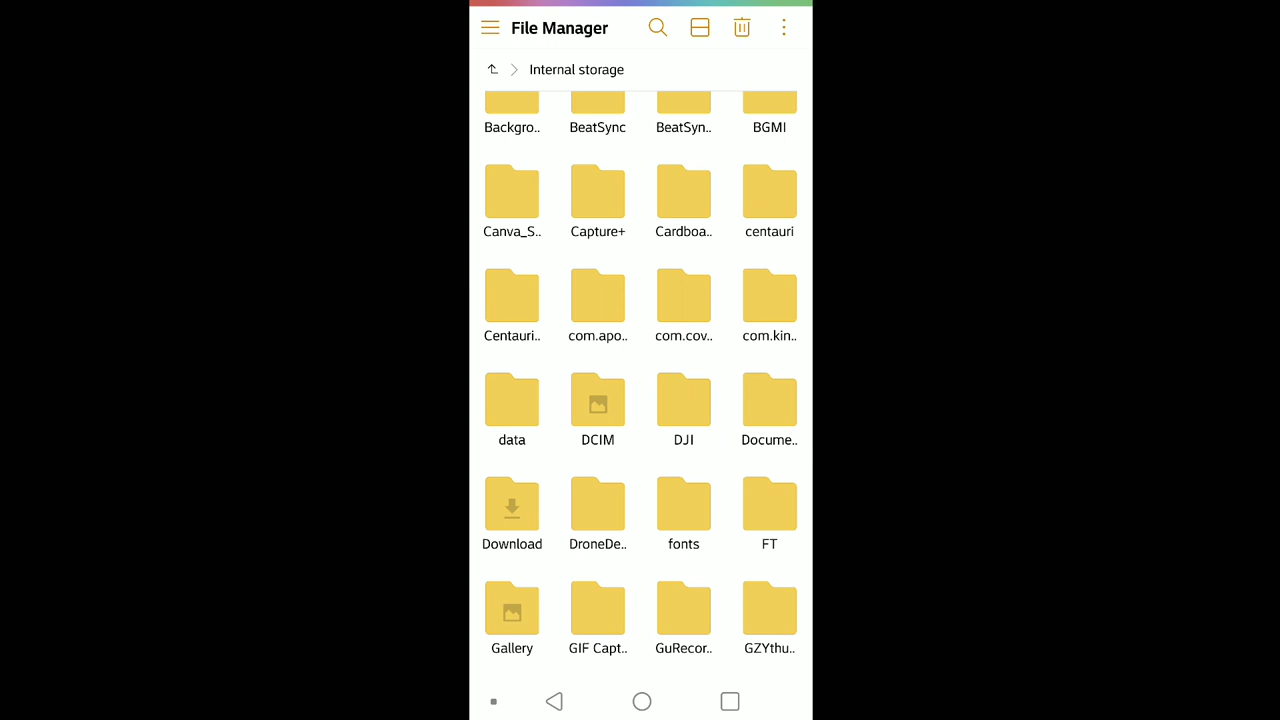 File Manager
Internal storage
Backgro.. BeatSync BeatSyn.. BGMI
Canva_S.. Capture+ Cardboa.. centauri
Centauri.. com.apo.. com.cov.. com.kin..
data DCIM DJI Docume..
Download DroneDe.. fonts FT
Gallery GIF Capt.. GuRecor.. GZYthu..